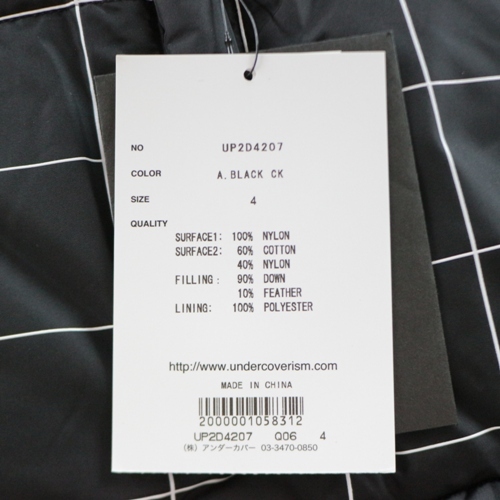 NO UP2D4207
COLOR A.BLACK CK
SIZE 4
QUALITY
SURFACE1: 100% NYLON
SURFACE2: 60% COTTON
40% NYLON
FILLING: 90% DOWN
10% FEATHER
LINING: 100% POLYESTER
http://www.undercoverism.com/
MADE IN CHINA
2000001058312
UP2D4207 Q06 4
(株) アンダーカバー 03-3470-0850